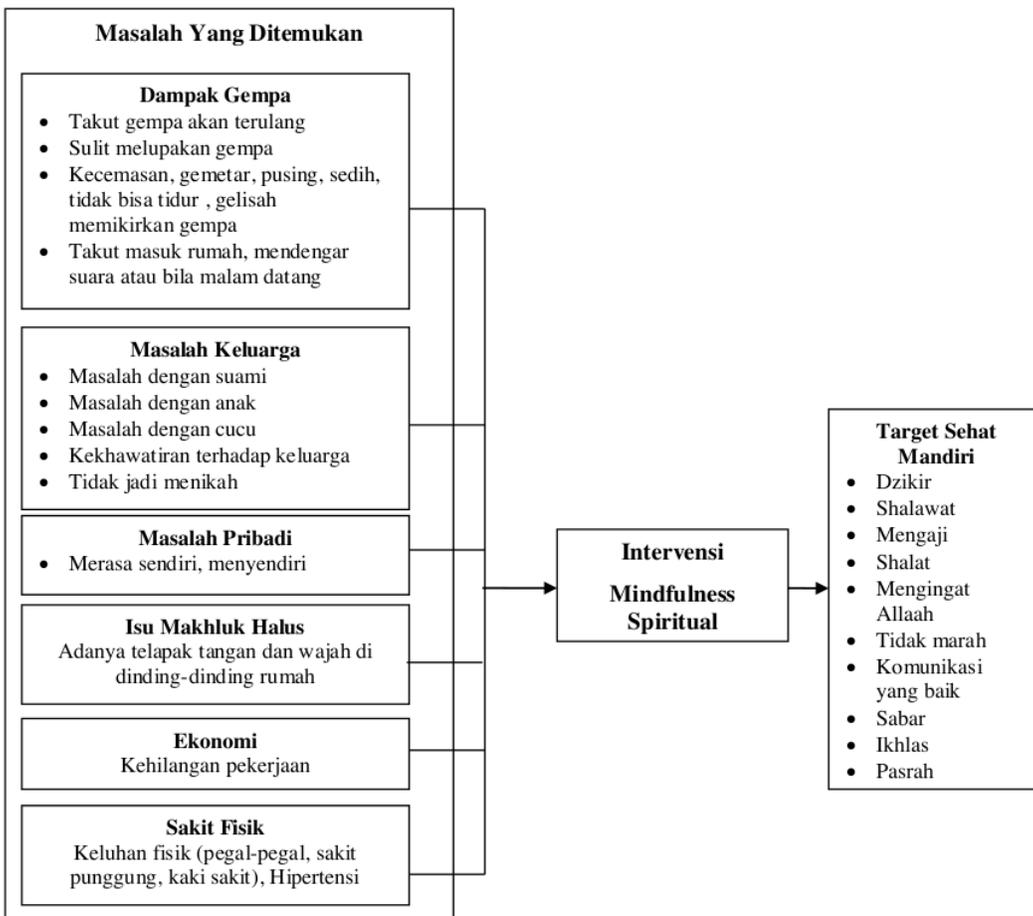 Masalah Yang Ditemukan
Dampak Gempa
• Takut gempa akan terulang
• Sulit melupakan gempa
• Kecemasan, gemetar, pusing, sedih,
tidak bisa tidur , gelisah
memikirkan gempa
• Takut masuk rumah, mendengar
suara atau bila malam datang
Masalah Keluarga
• Masalah dengan suami
• Masalah dengan anak
• Masalah dengan cucu
• Kekhawatiran terhadap keluarga
• Tidak jadi menikah
Masalah Pribadi
• Merasa sendiri, menyendiri
Isu Makhluk Halus
Adanya telapak tangan dan wajah di
dinding-dinding rumah
Ekonomi
Kehilangan pekerjaan
Sakit Fisik
Keluhan fisik (pegal-pegal, sakit
punggung, kaki sakit), Hipertensi
Intervensi
Mindfulness
Spiritual
Target Sehat
Mandiri
• Dzikir
• Shalawat
• Mengaji
• Shalat
• Mengingat
Allaah
• Tidak marah
• Komunikasi
yang baik
• Sabar
• Ikhlas
• Pasrah